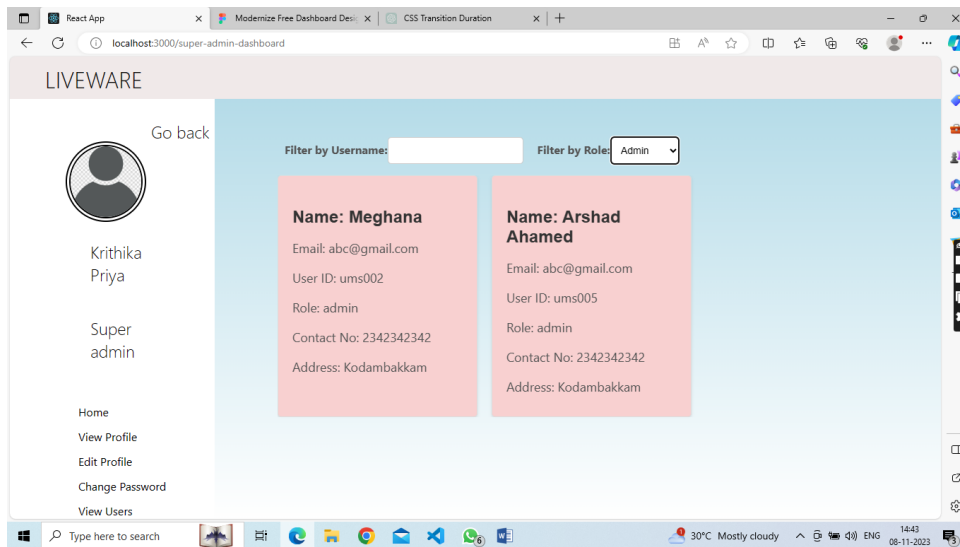 React App
Modernize Free Dashboard Desi
CSS Transition Duration
localhost:3000/super-admin-dashboard
LIVEWARE
Go back
Krithika
Priya
Super
admin
Home
View Profile
Edit Profile
Change Password
View Users
Filter by Username:
Filter by Role: Admin
Name: Meghana
Email: abc@gmail.com
User ID: ums002
Role: admin
Contact No: 2342342342
Address: Kodambakkam
Name: Arshad
Ahamed
Email: abc@gmail.com
User ID: ums005
Role: admin
Contact No: 2342342342
Address: Kodambakkam
Type here to search
6
30°C Mostly cloudy
ENG
14:43
08-11-2023
3